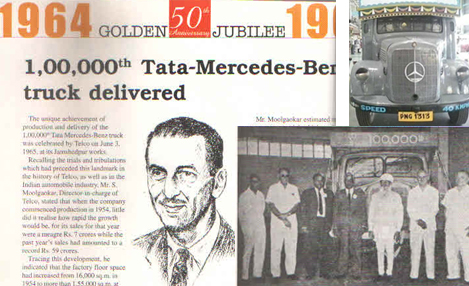 1964 GOLDEN 50th Anniversary JUBILEE
1,00,000th Tata-Mercedes-Ben
truck delivered
The unique achievement of
production and delivery of the
1,00,000th Tata Mercedes-Benz truck
was celebrated by Telco on June 3,
1965, at its Jamshedpur works.
Recalling the trials and tribulations
which had preceded this landmark in
the history of Telco, as well as in the
Indian automobile industry, Mr. S.
Moolgaokar, Director-in-charge of
Telco, stated that when the company
commenced production in 1954, little
did it realise how rapid the growth
would be, for its sales for that year
were a meagre Rs. 7 crores while the
past year's sales had amounted to a
record Rs. 59 crores.
Tracing this development, he
indicated that the factory floor space
had increased from 16,000 sq.m. in
1954 to more than 1,55,000 sq.m. at
Mr. Moolgaokar estimated
SPEED 40 KMP
PNG 1315
100,000